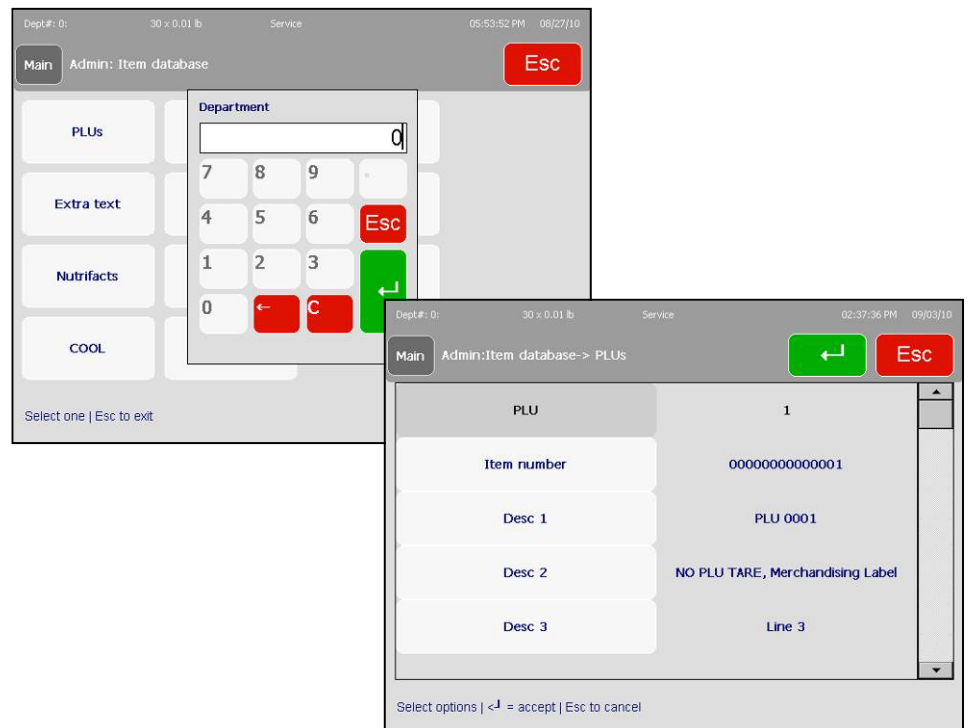 Dept#: 0: 30 x 0.01 lb Service 05:53:52 PM 08/27/10
Main Admin: Item database Esc
Department
0
PLUs
7 8 9 .
Extra text
4 5 6 Esc
Nutrifacts
1 2 3 ↵
0 ← C
COOL
Select one | Esc to exit
Dept#: 0: 30 x 0.01 lb Service 02:37:36 PM 09/03/10
Main Admin:Item database-> PLUs ↵ Esc
PLU 1
Item number 00000000000001
Desc 1 PLU 0001
Desc 2 NO PLU TARE, Merchandising Label
Desc 3 Line 3
Select options | <┘ = accept | Esc to cancel